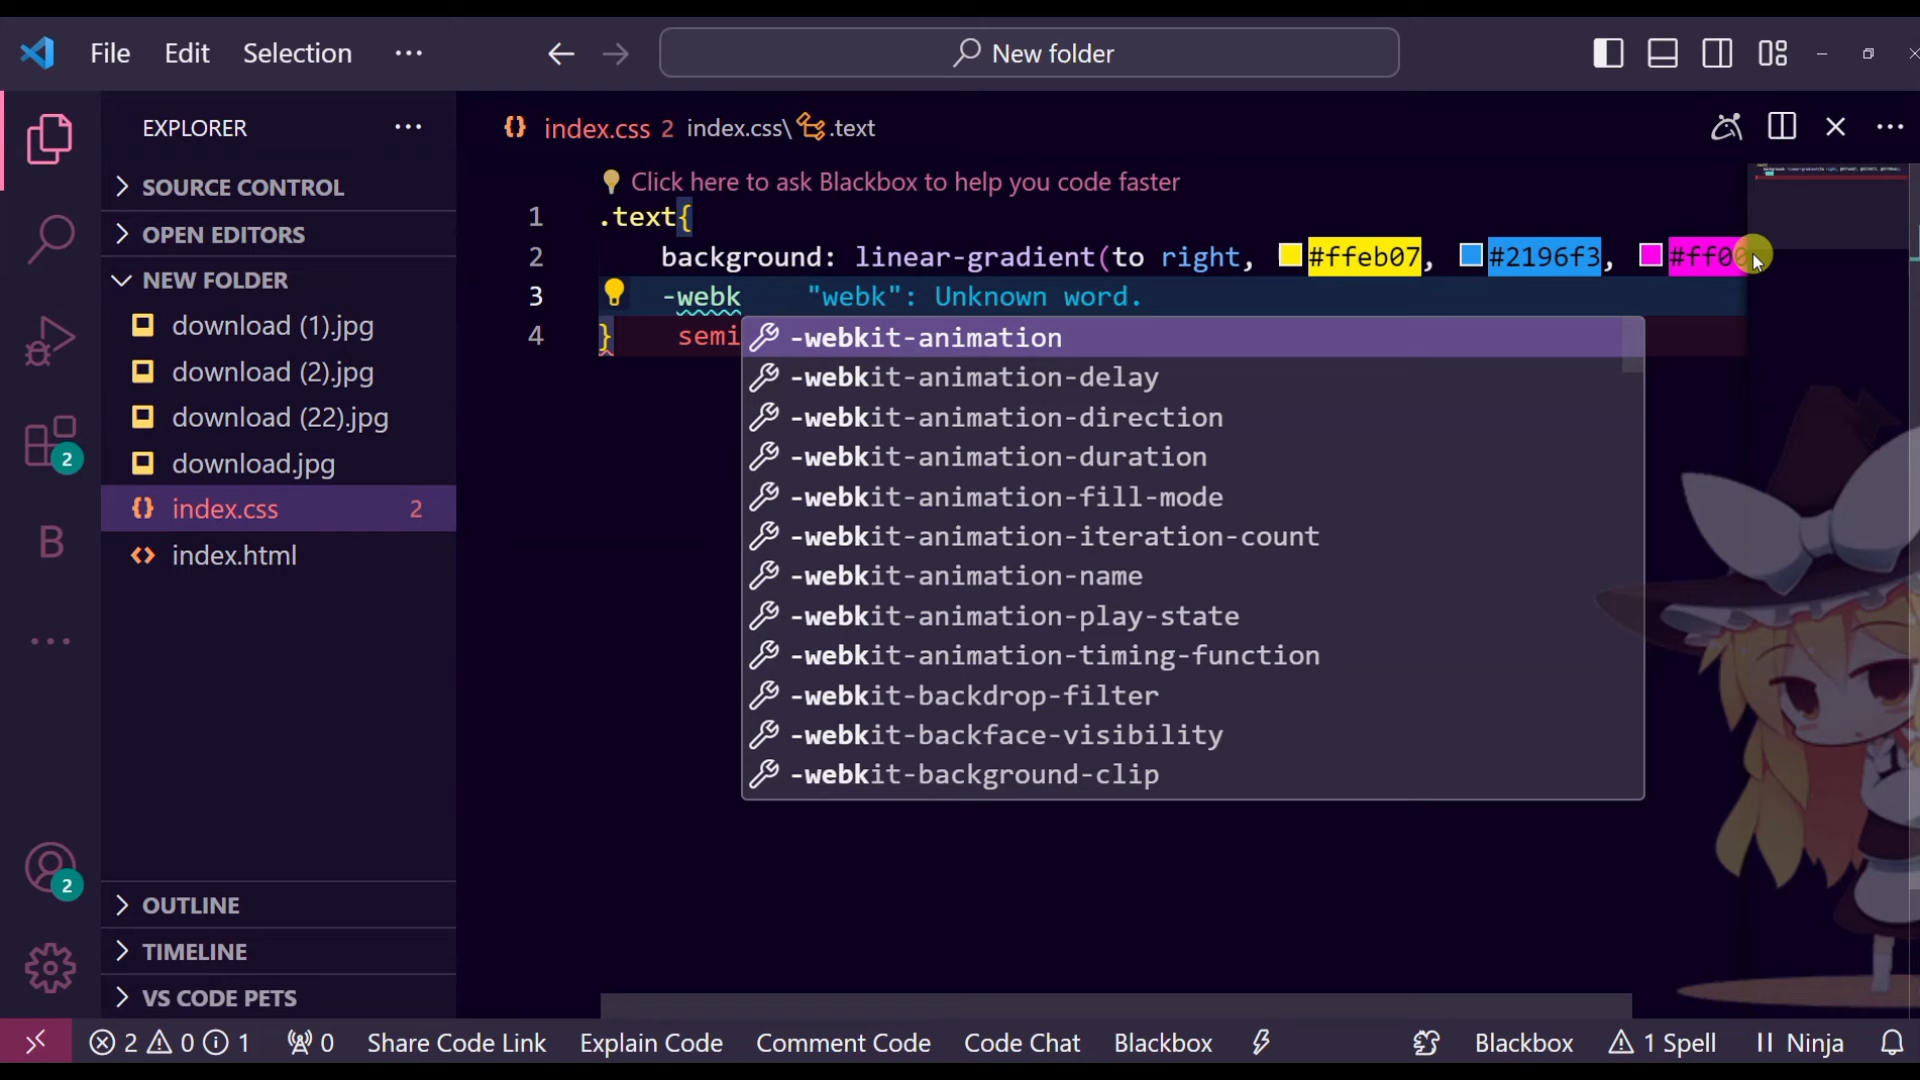 File Edit Selection ··· New folder
EXPLORER ···
SOURCE CONTROL
OPEN EDITORS
NEW FOLDER
download (1).jpg
download (2).jpg
download (22).jpg
download.jpg
index.css 2
index.html
OUTLINE
TIMELINE
VS CODE PETS
2
B
···
2
index.css 2 index.css\ .text
Click here to ask Blackbox to help you code faster
1 .text{
2 background: linear-gradient(to right, #ffeb07, #2196f3, #ff00
3 -webk "webk": Unknown word.
4 } semi
-webkit-animation
-webkit-animation-delay
-webkit-animation-direction
-webkit-animation-duration
-webkit-animation-fill-mode
-webkit-animation-iteration-count
-webkit-animation-name
-webkit-animation-play-state
-webkit-animation-timing-function
-webkit-backdrop-filter
-webkit-backface-visibility
-webkit-background-clip
2 0 1 0 Share Code Link Explain Code Comment Code Code Chat Blackbox Blackbox 1 Spell Ninja